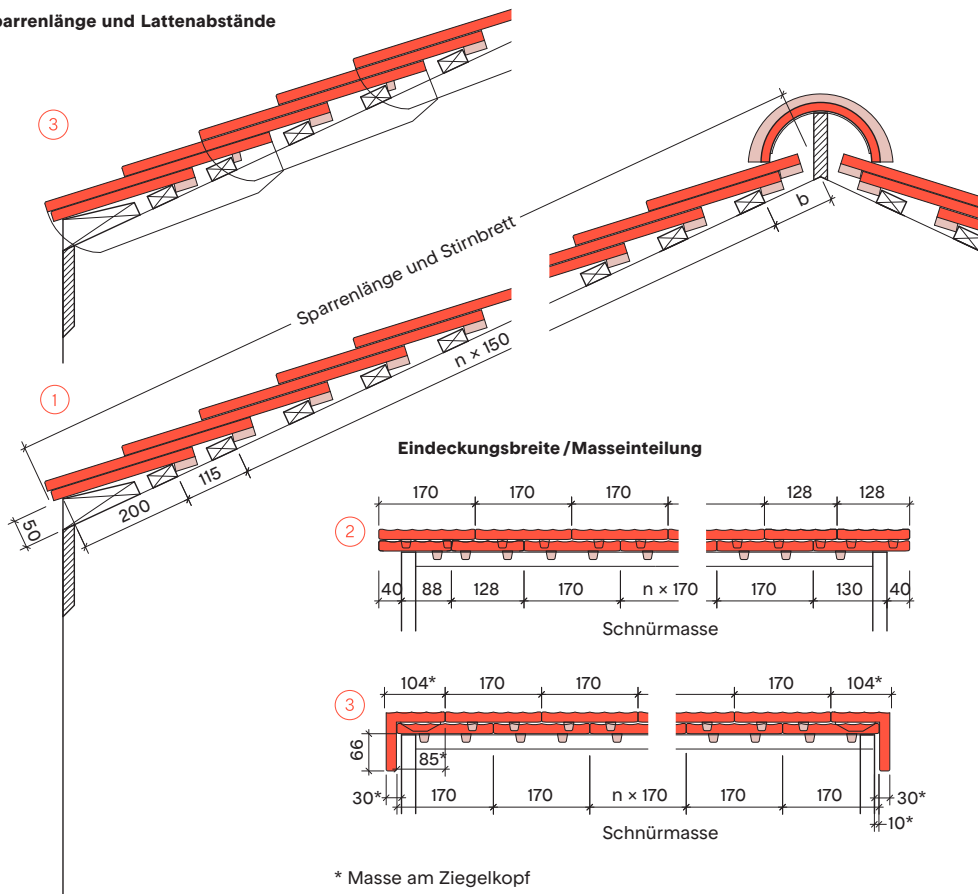 parrenlänge und Lattenabstände
3
b
Sparrenlänge und Stirnbrett
n × 150
1
115
200
50
Eindeckungsbreite/Masseinteilung
170 170 170 128 128
2
40 88 128 170 n × 170 170 130 40
Schnürmasse
104* 170 170 170 104*
3
66
85*
30* 170 170 n × 170 170 170 30*
10*
Schnürmasse
* Masse am Ziegelkopf